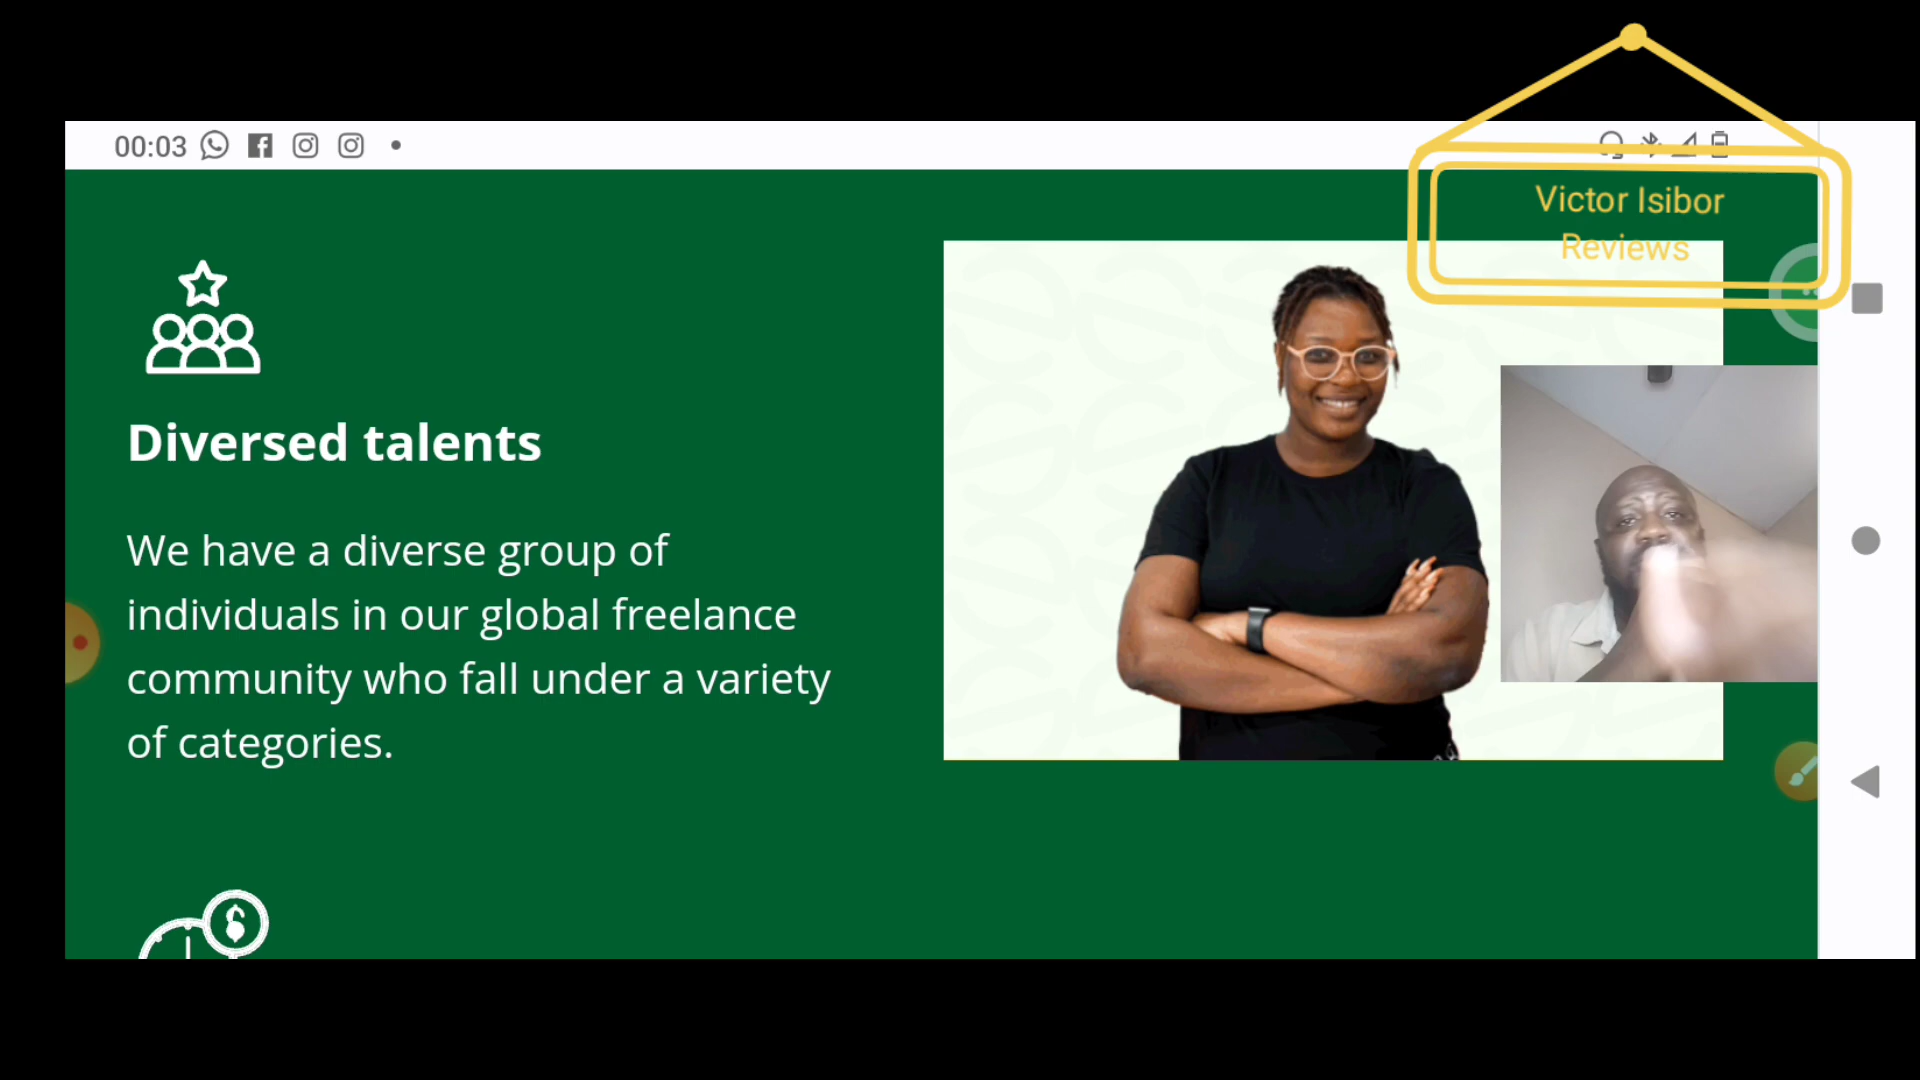 00:03
Victor Isibor
Reviews
Diversed talents
We have a diverse group of
individuals in our global freelance
community who fall under a variety
of categories.